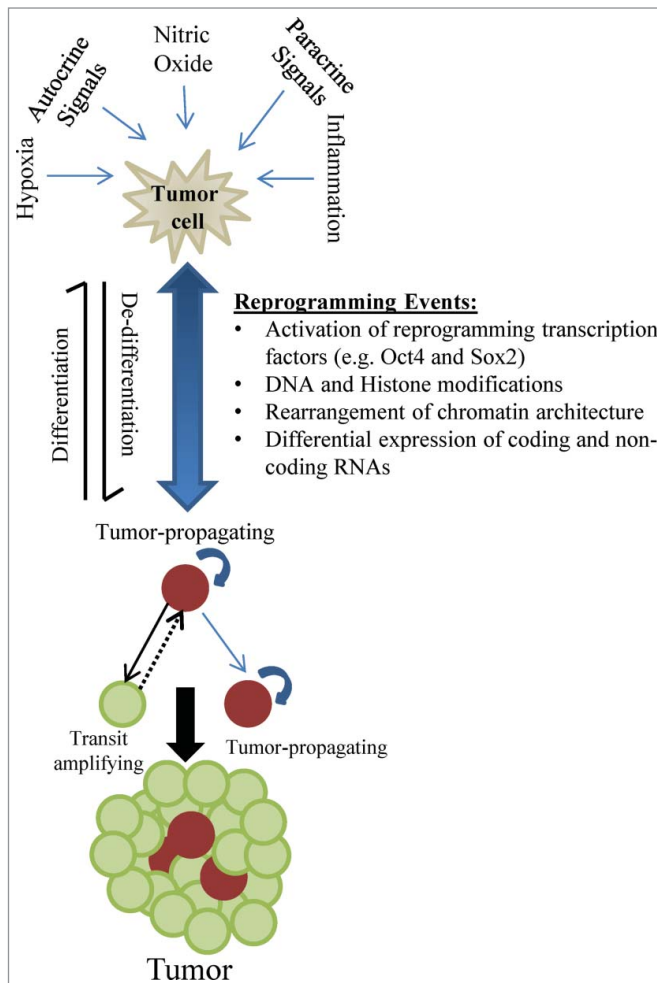 Nitric
Oxide
Autocrine
Signals
Paracrine
Signals
Hypoxia
Inflammation
Tumor
cell
Differentiation
De-differentiation
Reprogramming Events:
• Activation of reprogramming transcription
factors (e.g. Oct4 and Sox2)
• DNA and Histone modifications
• Rearrangement of chromatin architecture
• Differential expression of coding and non-
coding RNAs
Tumor-propagating
Transit
amplifying
Tumor-propagating
Tumor